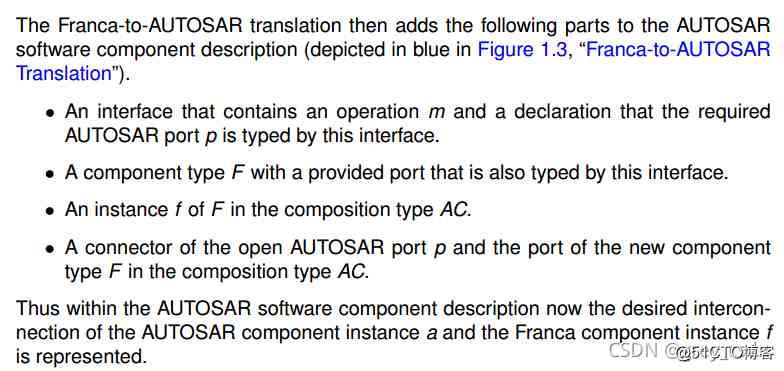 The Franca-to-AUTOSAR translation then adds the following parts to the AUTOSAR
software component description (depicted in blue in Figure 1.3, “Franca-to-AUTOSAR
Translation”).
• An interface that contains an operation m and a declaration that the required
AUTOSAR port p is typed by this interface.
• A component type F with a provided port that is also typed by this interface.
• An instance f of F in the composition type AC.
• A connector of the open AUTOSAR port p and the port of the new component
type F in the composition type AC.
Thus within the AUTOSAR software component description now the desired intercon-
nection of the AUTOSAR component instance a and the Franca component instance f
is represented.
CSDN
@51CTO博客